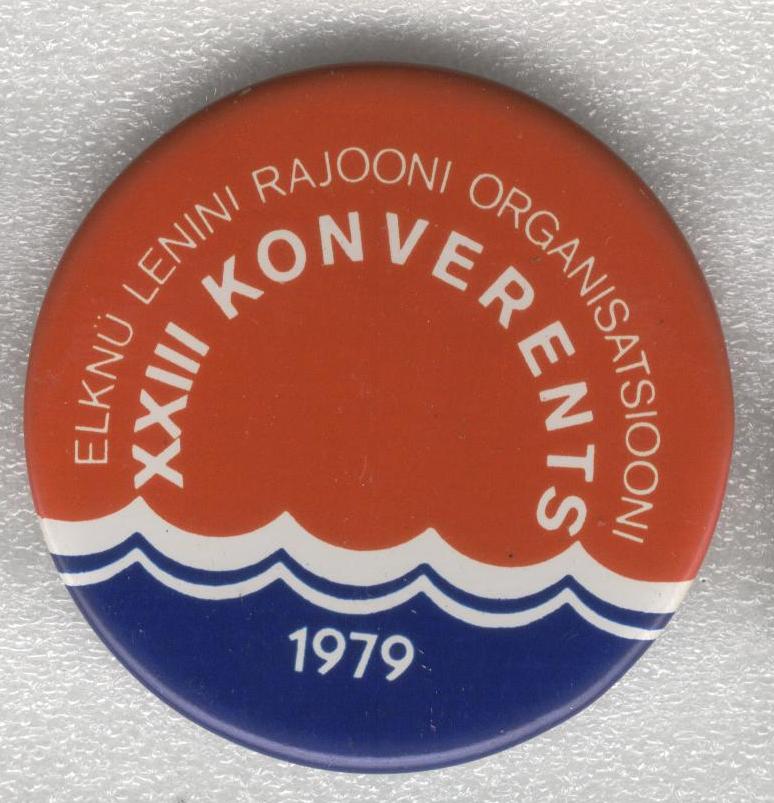 ELKNÜ LENINI RAJOONI ORGANISATSIOONI
XXIII KONVERENTS
1979